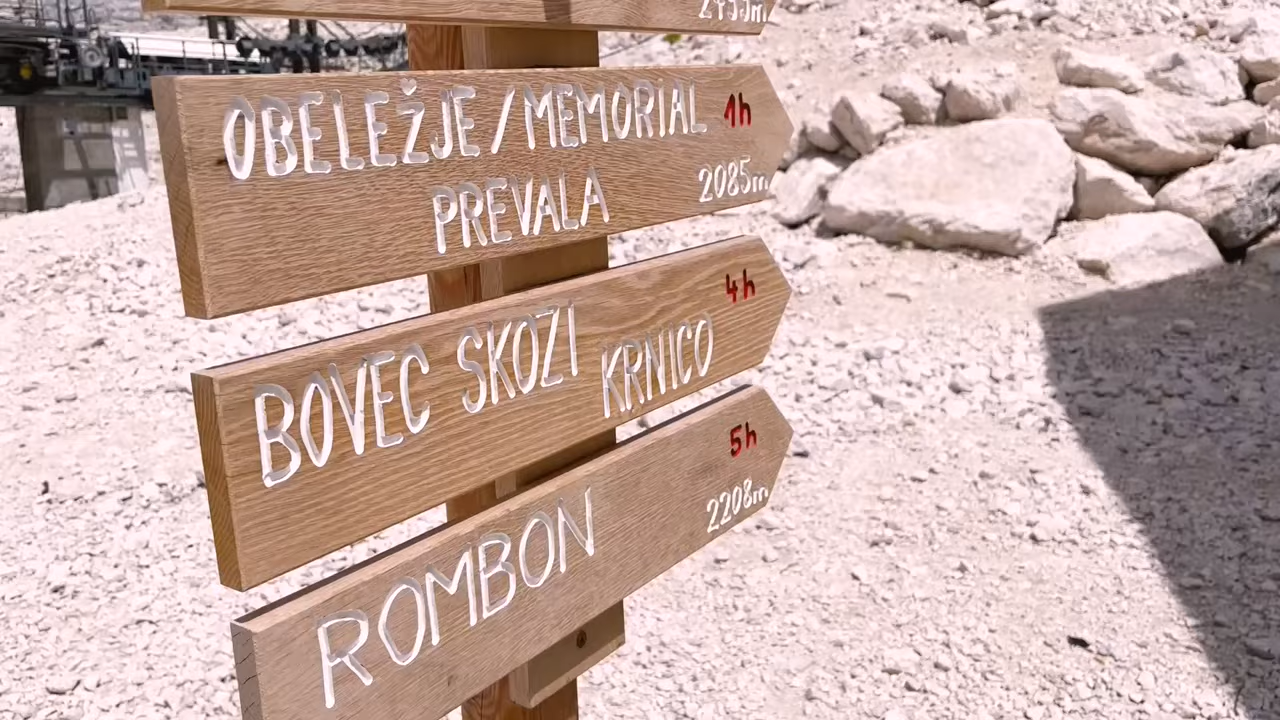 OBELEŽJE/MEMORIAL 1h
PREVALA 2085m
4h
BOVEC SKOZI KRNICO
5h
ROMBON 2208m